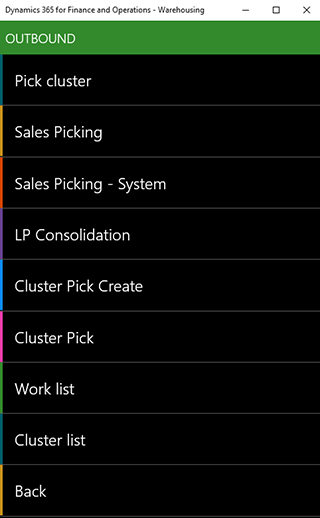 Dynamics 365 for Finance and Operations - Warehousing
OUTBOUND
Pick cluster
Sales Picking
Sales Picking - System
LP Consolidation
Cluster Pick Create
Cluster Pick
Work list
Cluster list
Back